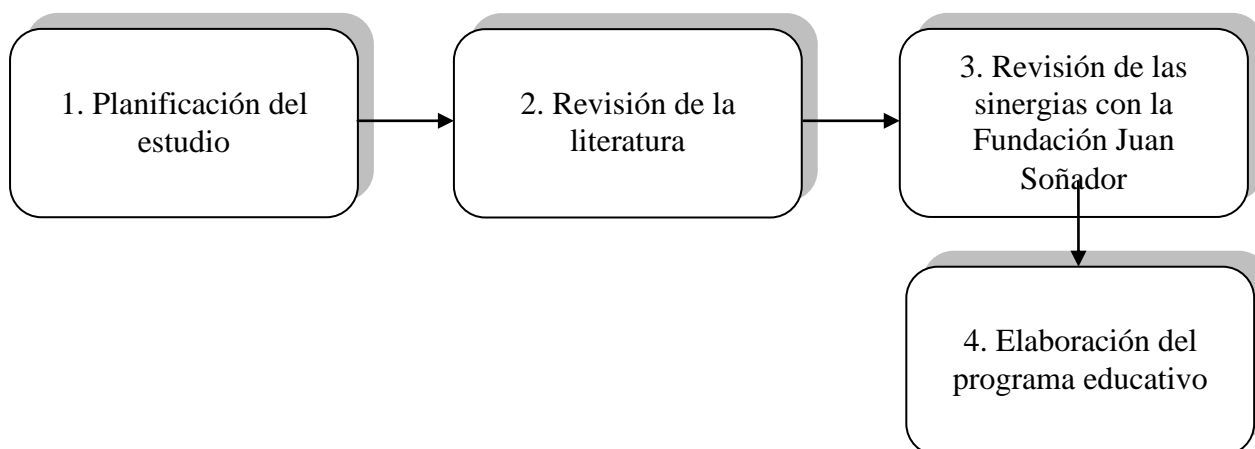 1. Planificación del
estudio
2. Revisión de la
literatura
3. Revisión de las
sinergias con la
Fundación Juan
Soñador
4. Elaboración del
programa educativo